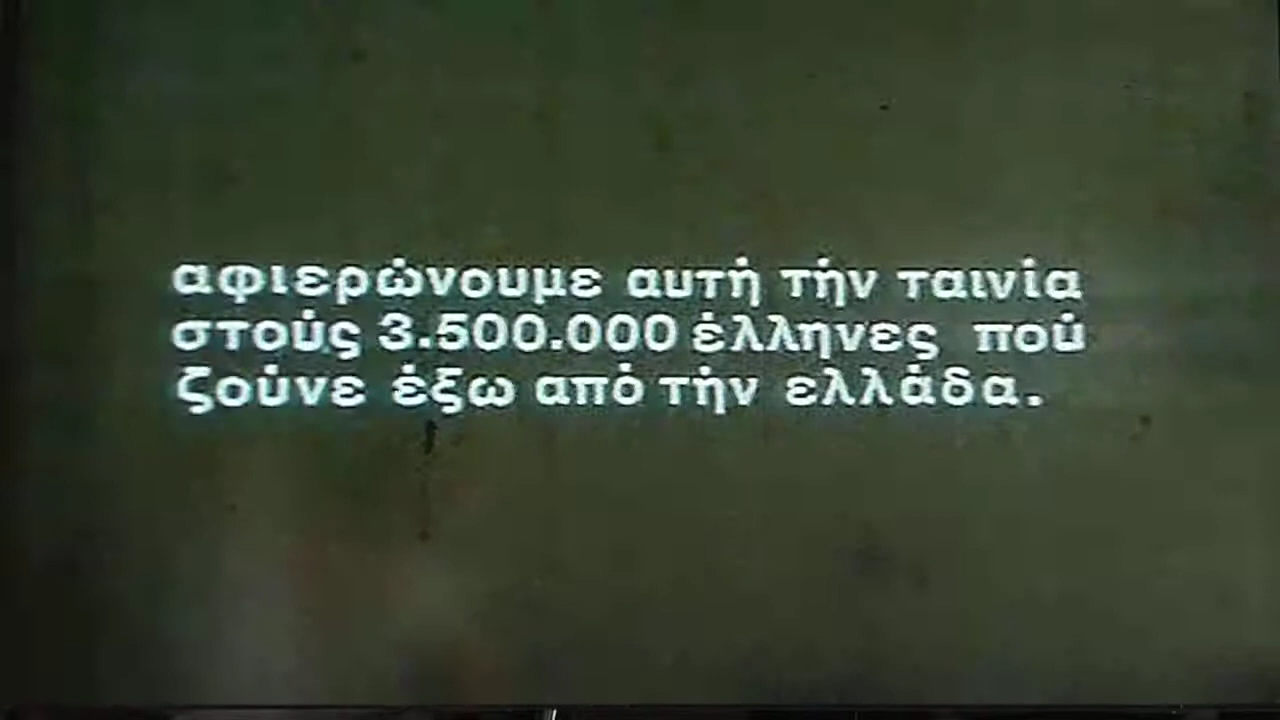 αφιερώνουμε αυτή τήν ταινία
στούς 3.500.000 έλληνες πού
ζούνε έξω από τήν ελλάδα.